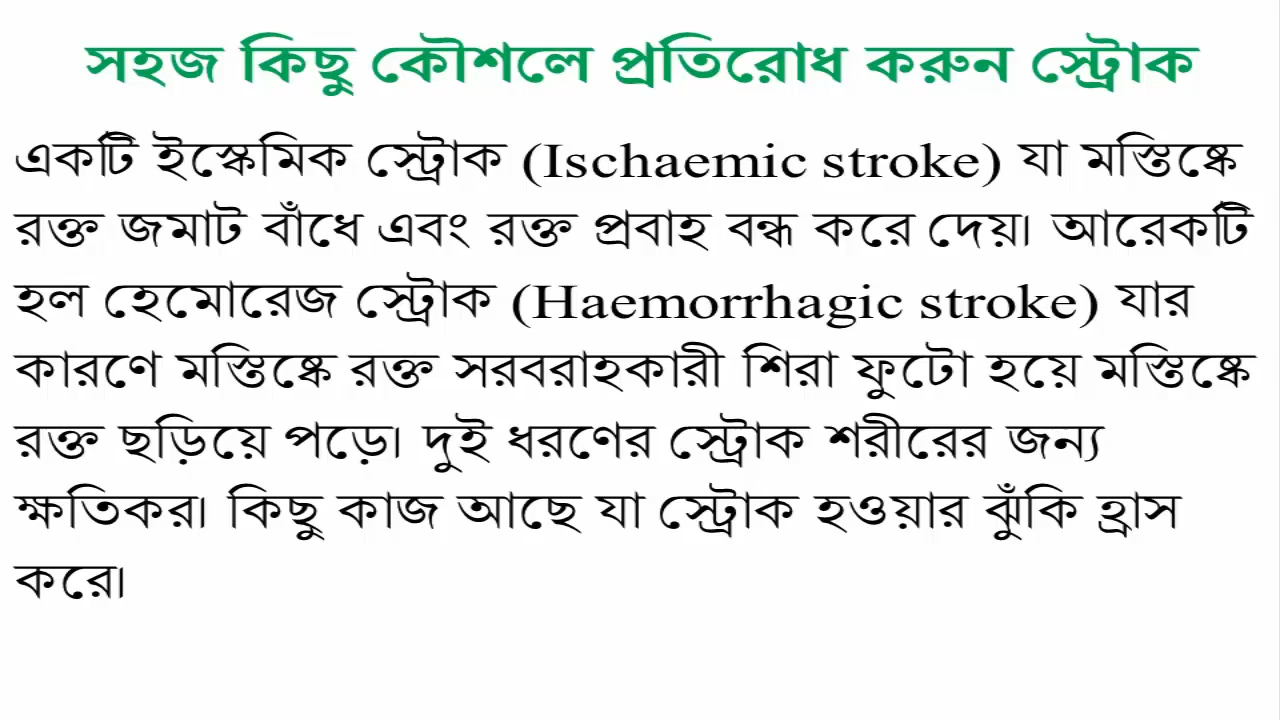 সহজ কিছু কৌশলে প্রতিরোধ করুন স্ট্রোক
একটি ইস্কেমিক স্ট্রোক (Ischaemic stroke) যা মস্তিষ্কে
রক্ত জমাট বাঁধে এবং রক্ত প্রবাহ বন্ধ করে দেয়। আরেকটি
হল হেমোরেজ স্ট্রোক (Haemorrhagic stroke) যার
কারণে মস্তিষ্কে রক্ত সরবরাহকারী শিরা ফুটো হয়ে মস্তিষ্কে
রক্ত ছড়িয়ে পড়ে। দুই ধরণের স্ট্রোক শরীরের জন্য
ক্ষতিকর। কিছু কাজ আছে যা স্ট্রোক হওয়ার ঝুঁকি হ্রাস
করে।